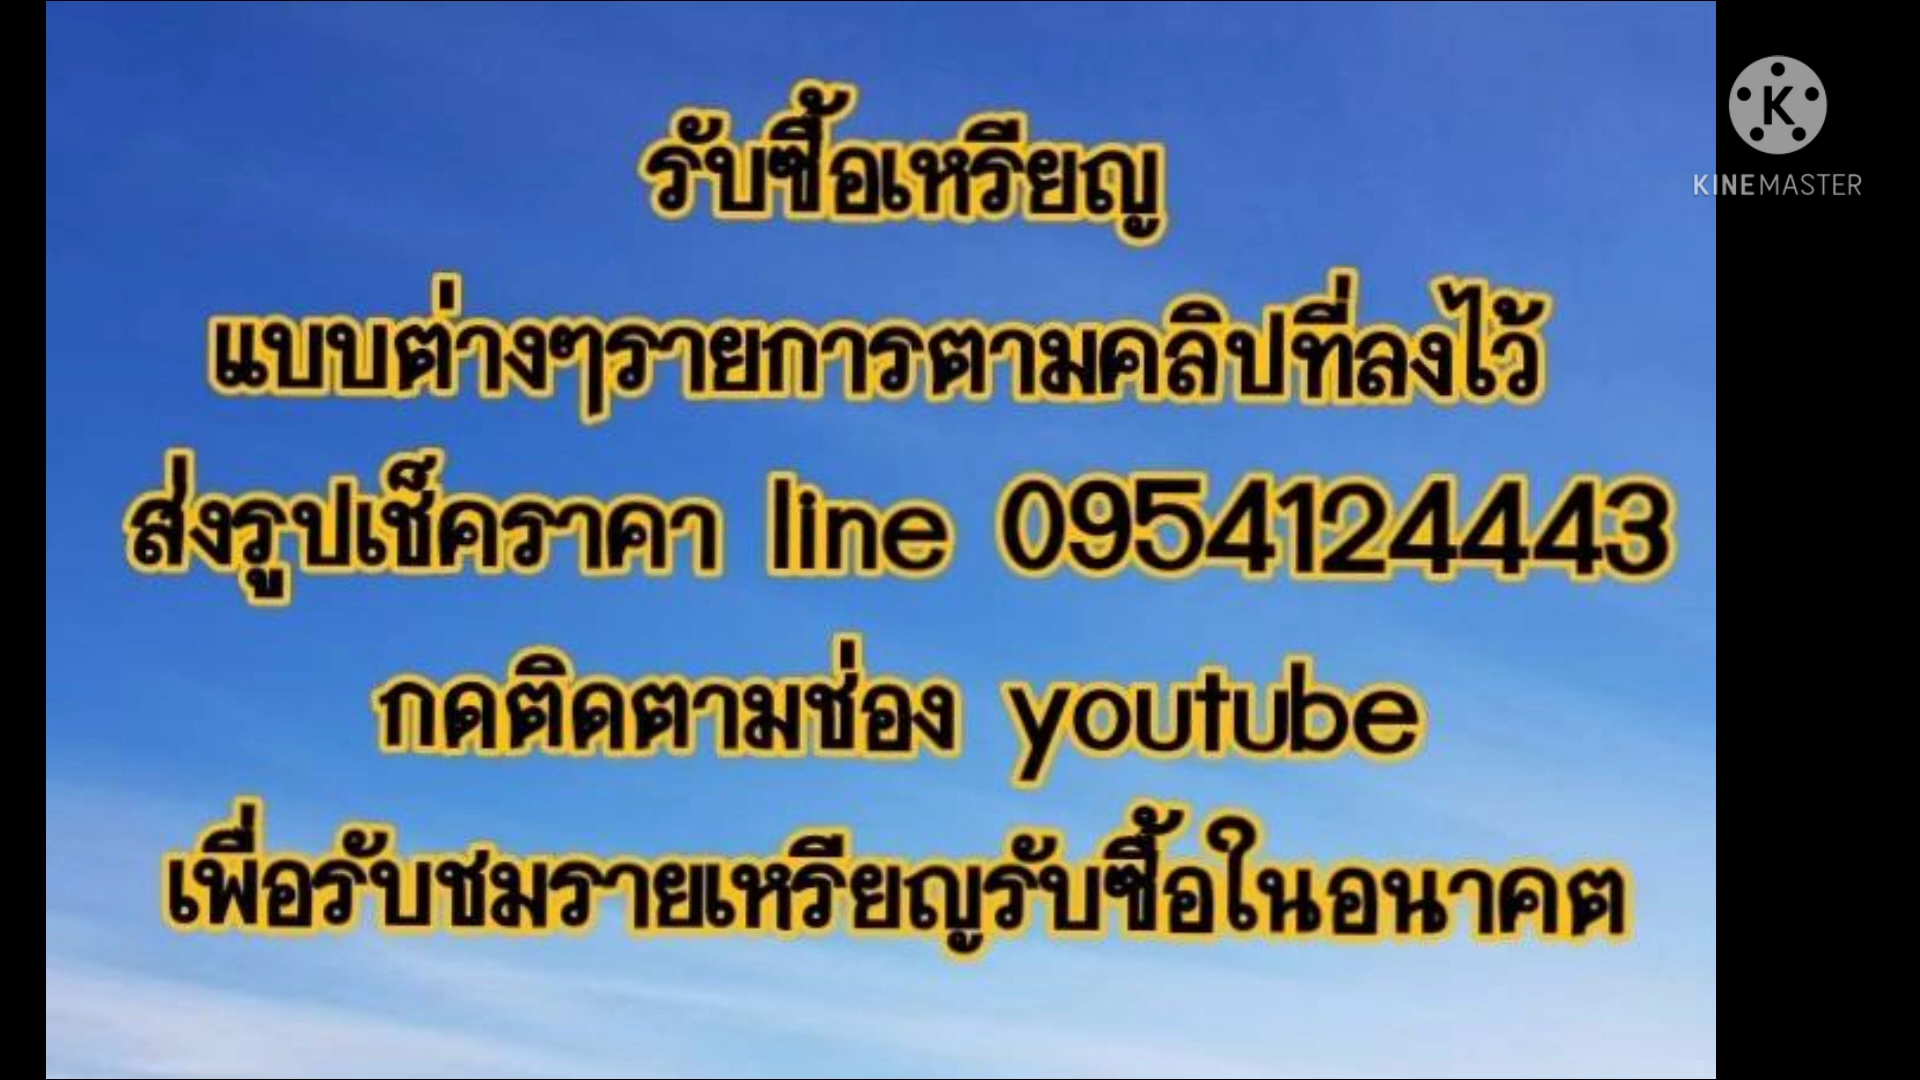 รับซื้อเหรียญ
แบบต่างๆรายการตามคลิปที่ลงไว้
ส่งรูปเช็คราคา line 0954124443
กดติดตามช่อง youtube
เพื่อรับชมรายเหรียญรับซื้อในอนาคต
K
KINEMASTER